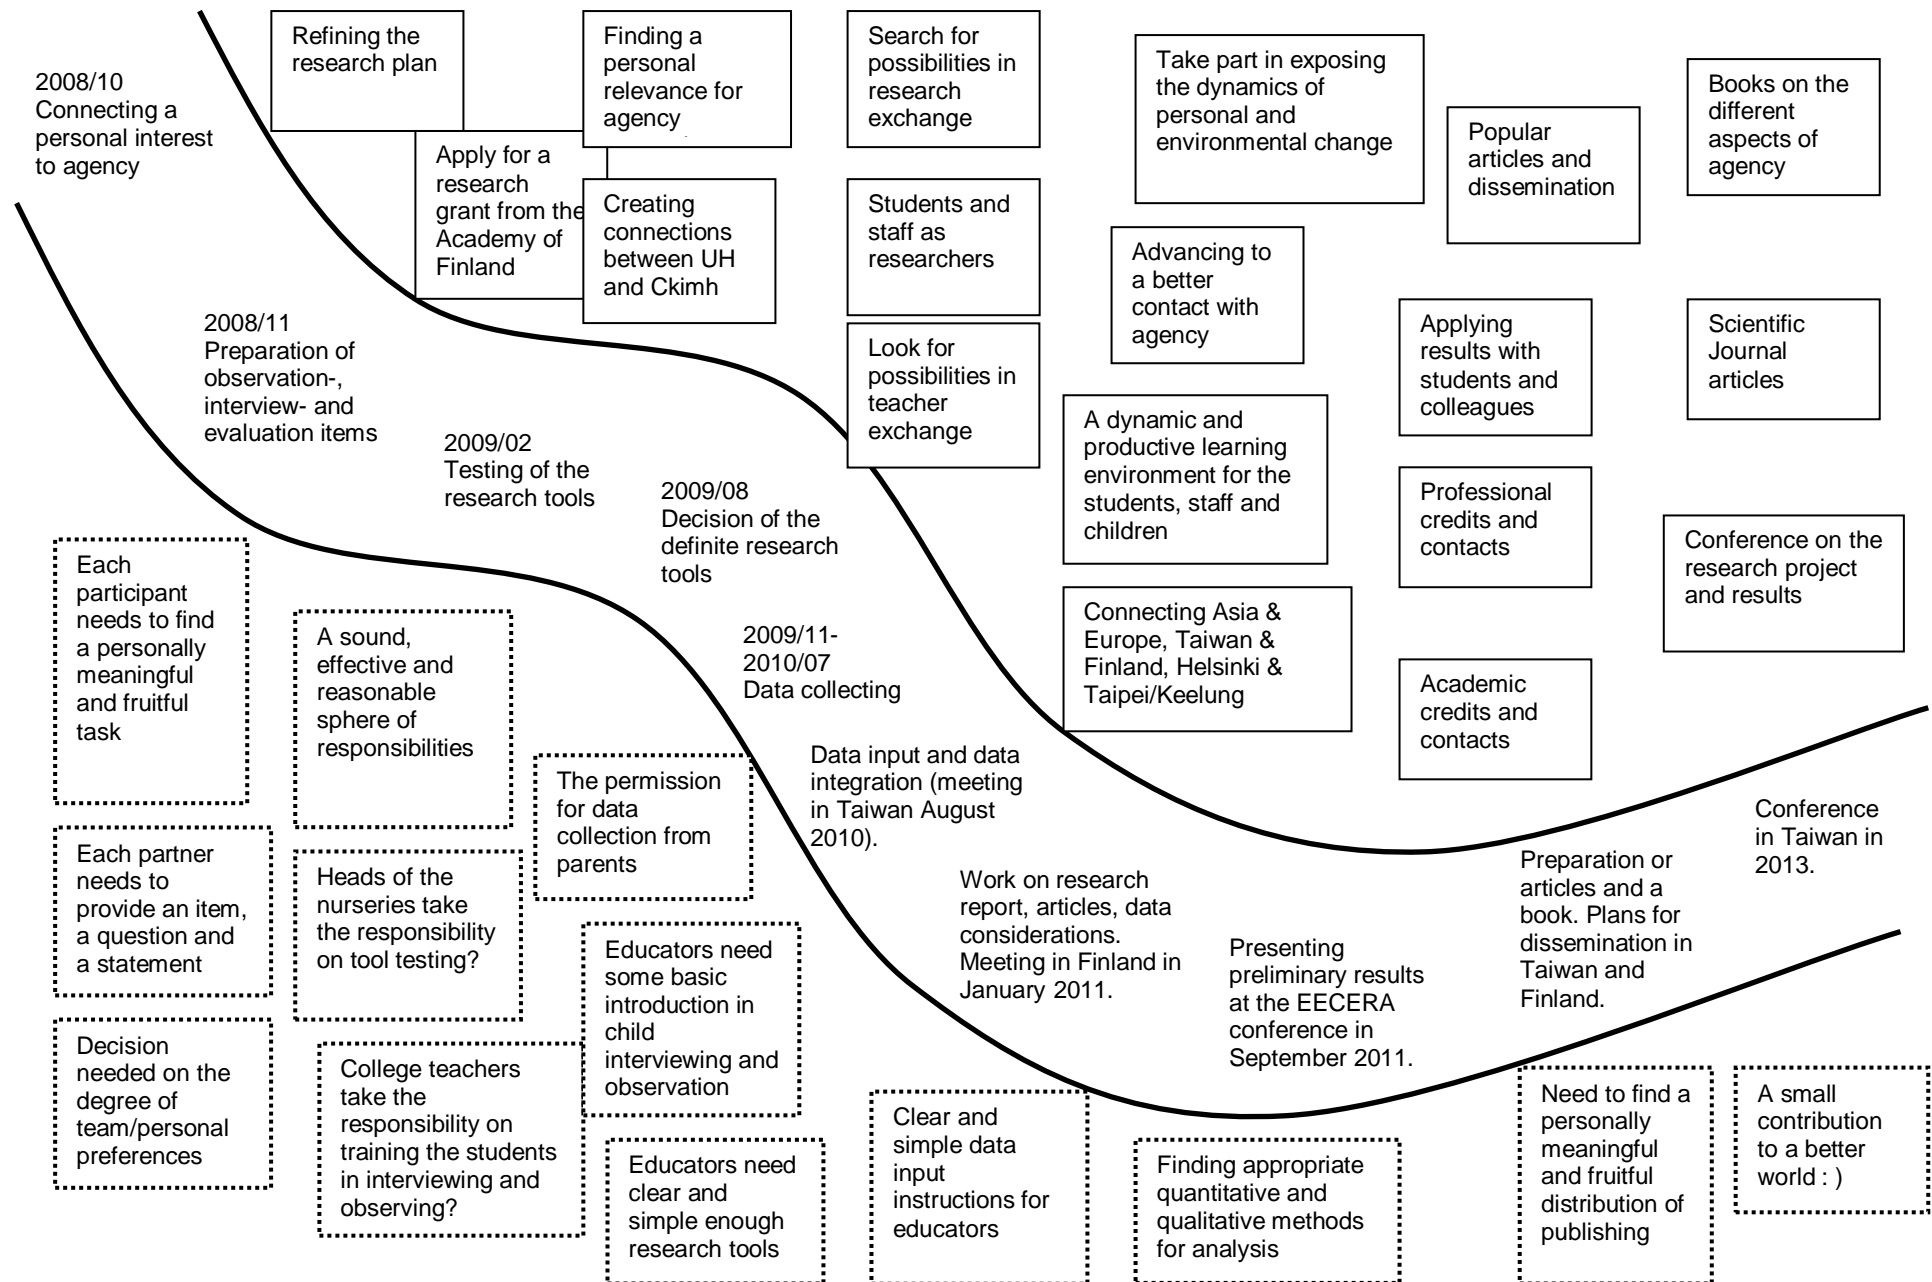 2008/10
Connecting a
personal interest
to agency
Refining the
research plan
Apply for a
research
grant from the
Academy of
Finland
Finding a
personal
relevance for
agency
Creating
connections
between UH
and Ckimh
Search for
possibilities in
research
exchange
Students and
staff as
researchers
Look for
possibilities in
teacher
exchange
Take part in exposing
the dynamics of
personal and
environmental change
Advancing to
a better
contact with
agency
A dynamic and
productive learning
environment for the
students, staff and
children
Connecting Asia &
Europe, Taiwan &
Finland, Helsinki &
Taipei/Keelung
Popular
articles and
dissemination
Applying
results with
students and
colleagues
Professional
credits and
contacts
Academic
credits and
contacts
Books on the
different
aspects of
agency
Scientific
Journal
articles
Conference on the
research project
and results
2008/11
Preparation of
observation-,
interview- and
evaluation items
2009/02
Testing of the
research tools
2009/08
Decision of the
definite research
tools
2009/11-
2010/07
Data collecting
Data input and data
integration (meeting
in Taiwan August
2010).
Work on research
report, articles, data
considerations.
Meeting in Finland in
January 2011.
Presenting
preliminary results
at the EECERA
conference in
September 2011.
Preparation or
articles and a
book. Plans for
dissemination in
Taiwan and
Finland.
Conference
in Taiwan in
2013.
Each
participant
needs to find
a personally
meaningful
and fruitful
task
Each partner
needs to
provide an item,
a question and
a statement
Decision
needed on the
degree of
team/personal
preferences
A sound,
effective and
reasonable
sphere of
responsibilities
Heads of the
nurseries take
the responsibility
on tool testing?
College teachers
take the
responsibility on
training the students
in interviewing and
observing?
The permission
for data
collection from
parents
Educators need
some basic
introduction in
child
interviewing and
observation
Educators need
clear and
simple enough
research tools
Clear and
simple data
input
instructions for
educators
Finding appropriate
quantitative and
qualitative methods
for analysis
Need to find a
personally
meaningful
and fruitful
distribution of
publishing
A small
contribution
to a better
world : )